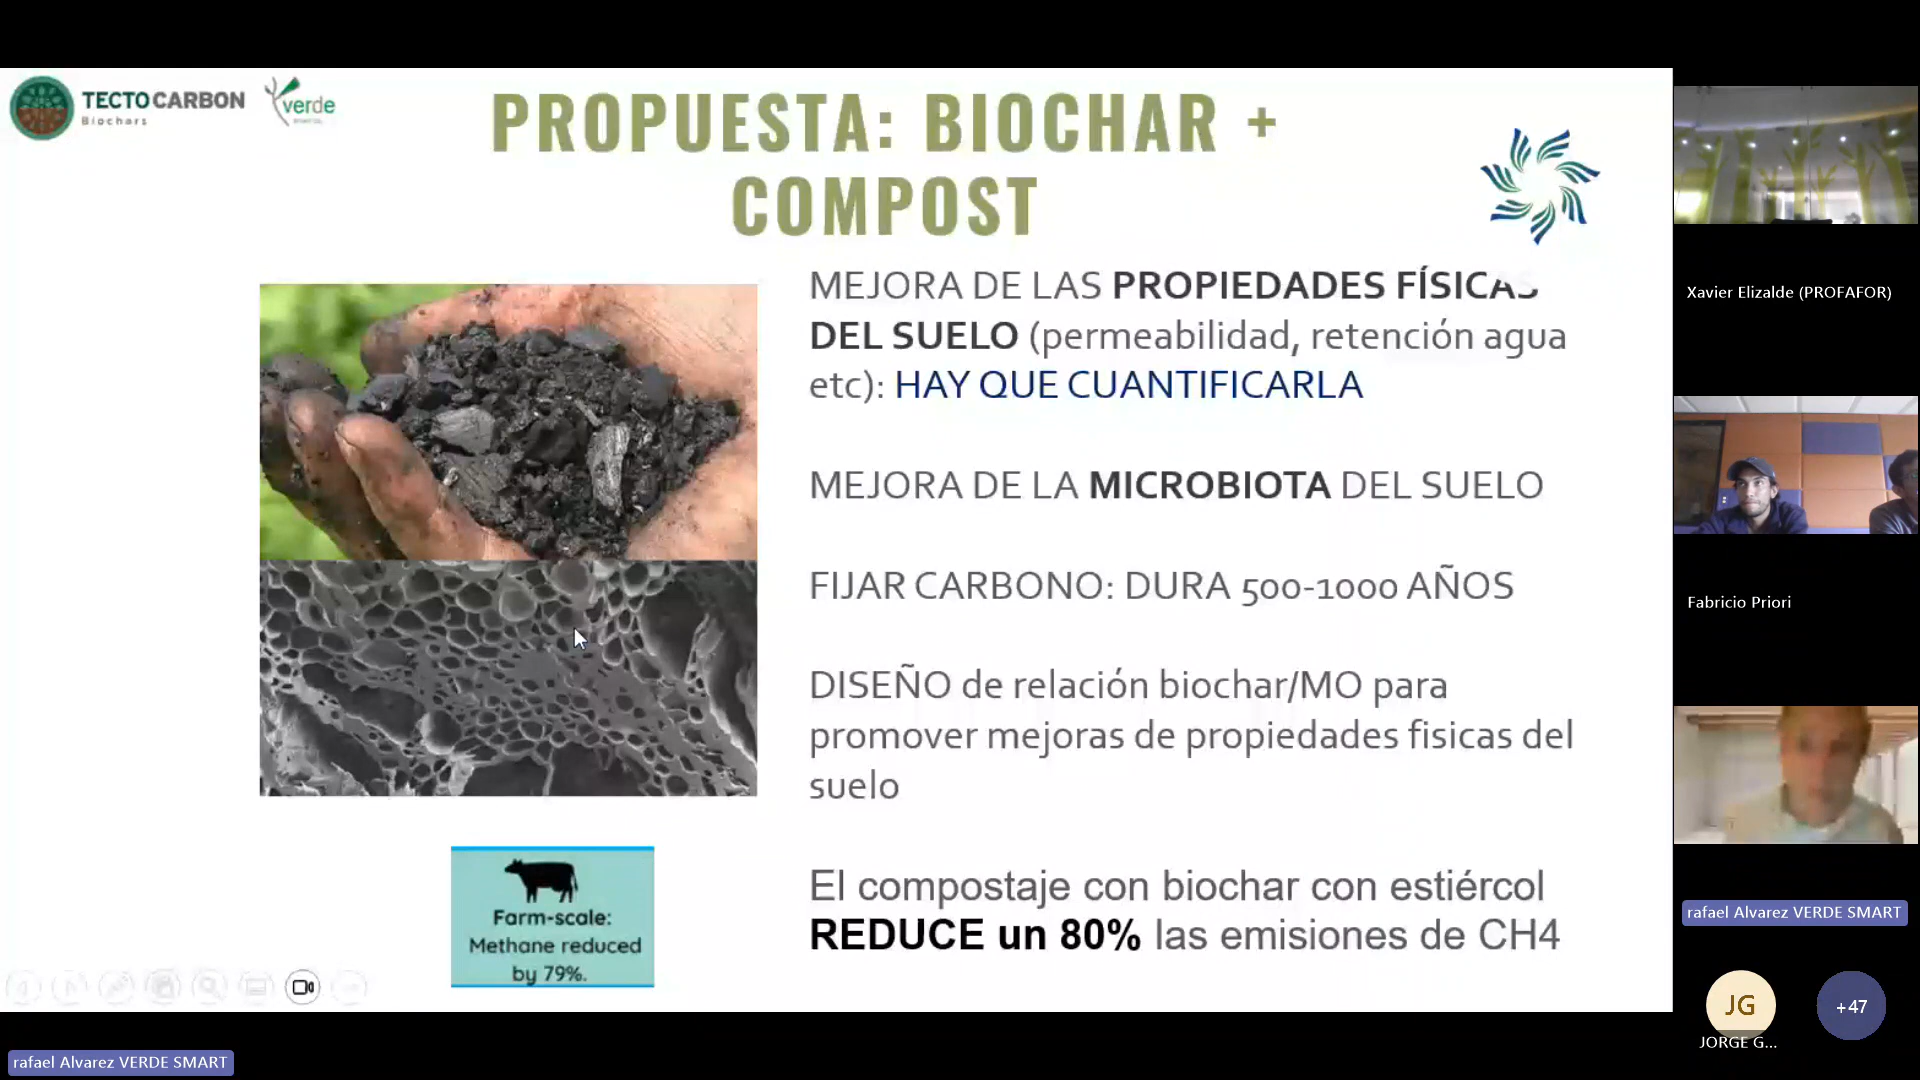 TECTO CARBON
Biochars
verde
PROPUESTA: BIOCHAR +
COMPOST
MEJORA DE LAS PROPIEDADES FÍSICAS
DEL SUELO (permeabilidad, retención agua
etc): HAY QUE CUANTIFICARLA
MEJORA DE LA MICROBIOTA DEL SUELO
FIJAR CARBONO: DURA 500-1000 AÑOS
DISEÑO de relación biochar/MO para
promover mejoras de propiedades fisicas del
suelo
Farm-scale:
Methane reduced
by 79%.
El compostaje con biochar con estiércol
REDUCE un 80% las emisiones de CH4
Xavier Elizalde (PROFAFOR)
Fabricio Priori
rafael Alvarez VERDE SMART
JG
+47
JORGE G...
rafael Alvarez VERDE SMART